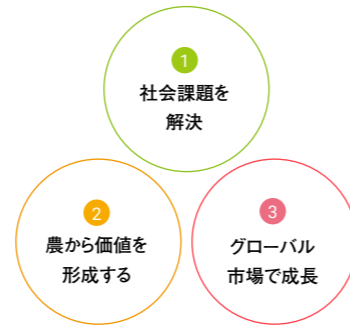 1
社会課題を
解決
2
農から価値を
形成する
3
グローバル
市場で成長